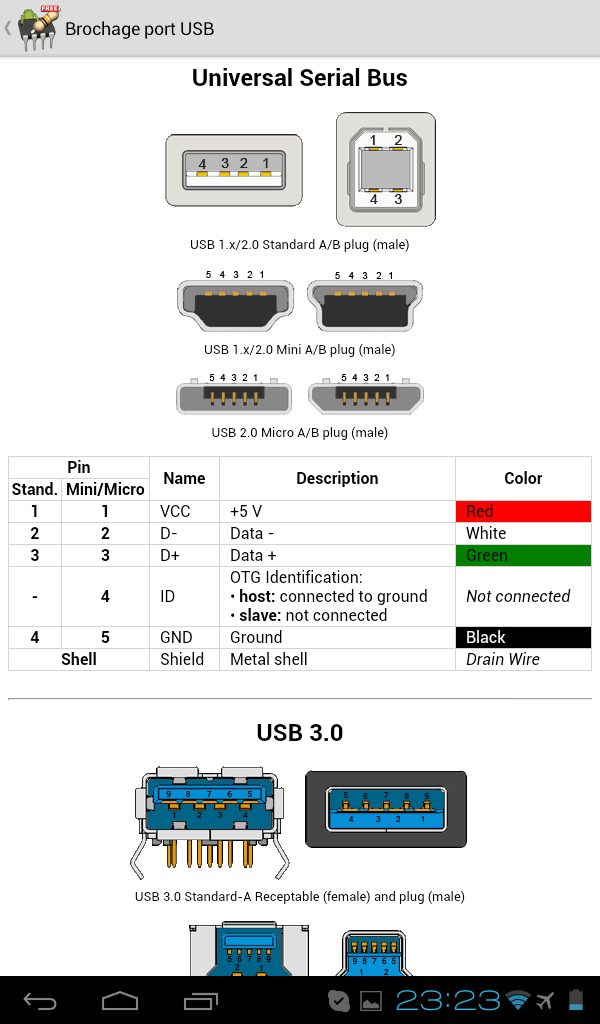 FREE
Brochage port USB
Universal Serial Bus
4 3 2 1
1 2
4 3
USB 1.x/2.0 Standard A/B plug (male)
5 4 3 2 1 5 4 3 2 1
USB 1.x/2.0 Mini A/B plug (male)
5 4 3 2 1 5 4 3 2 1
USB 2.0 Micro A/B plug (male)
Pin Name Description Color
Stand. Mini/Micro
1 1 VCC +5 V Red
2 2 D- Data - White
3 3 D+ Data + Green
- 4 ID OTG Identification: Not connected
• host: connected to ground
• slave: not connected
4 5 GND Ground Black
Shell Shield Metal shell Drain Wire
USB 3.0
9 8 7 6 5 5 6 7 8 9
1 2 3 4 4 3 2 1
USB 3.0 Standard-A Receptable (female) and plug (male)
5 6 7 8 9 9 8 7 6 5
2 1 1 2
23:23